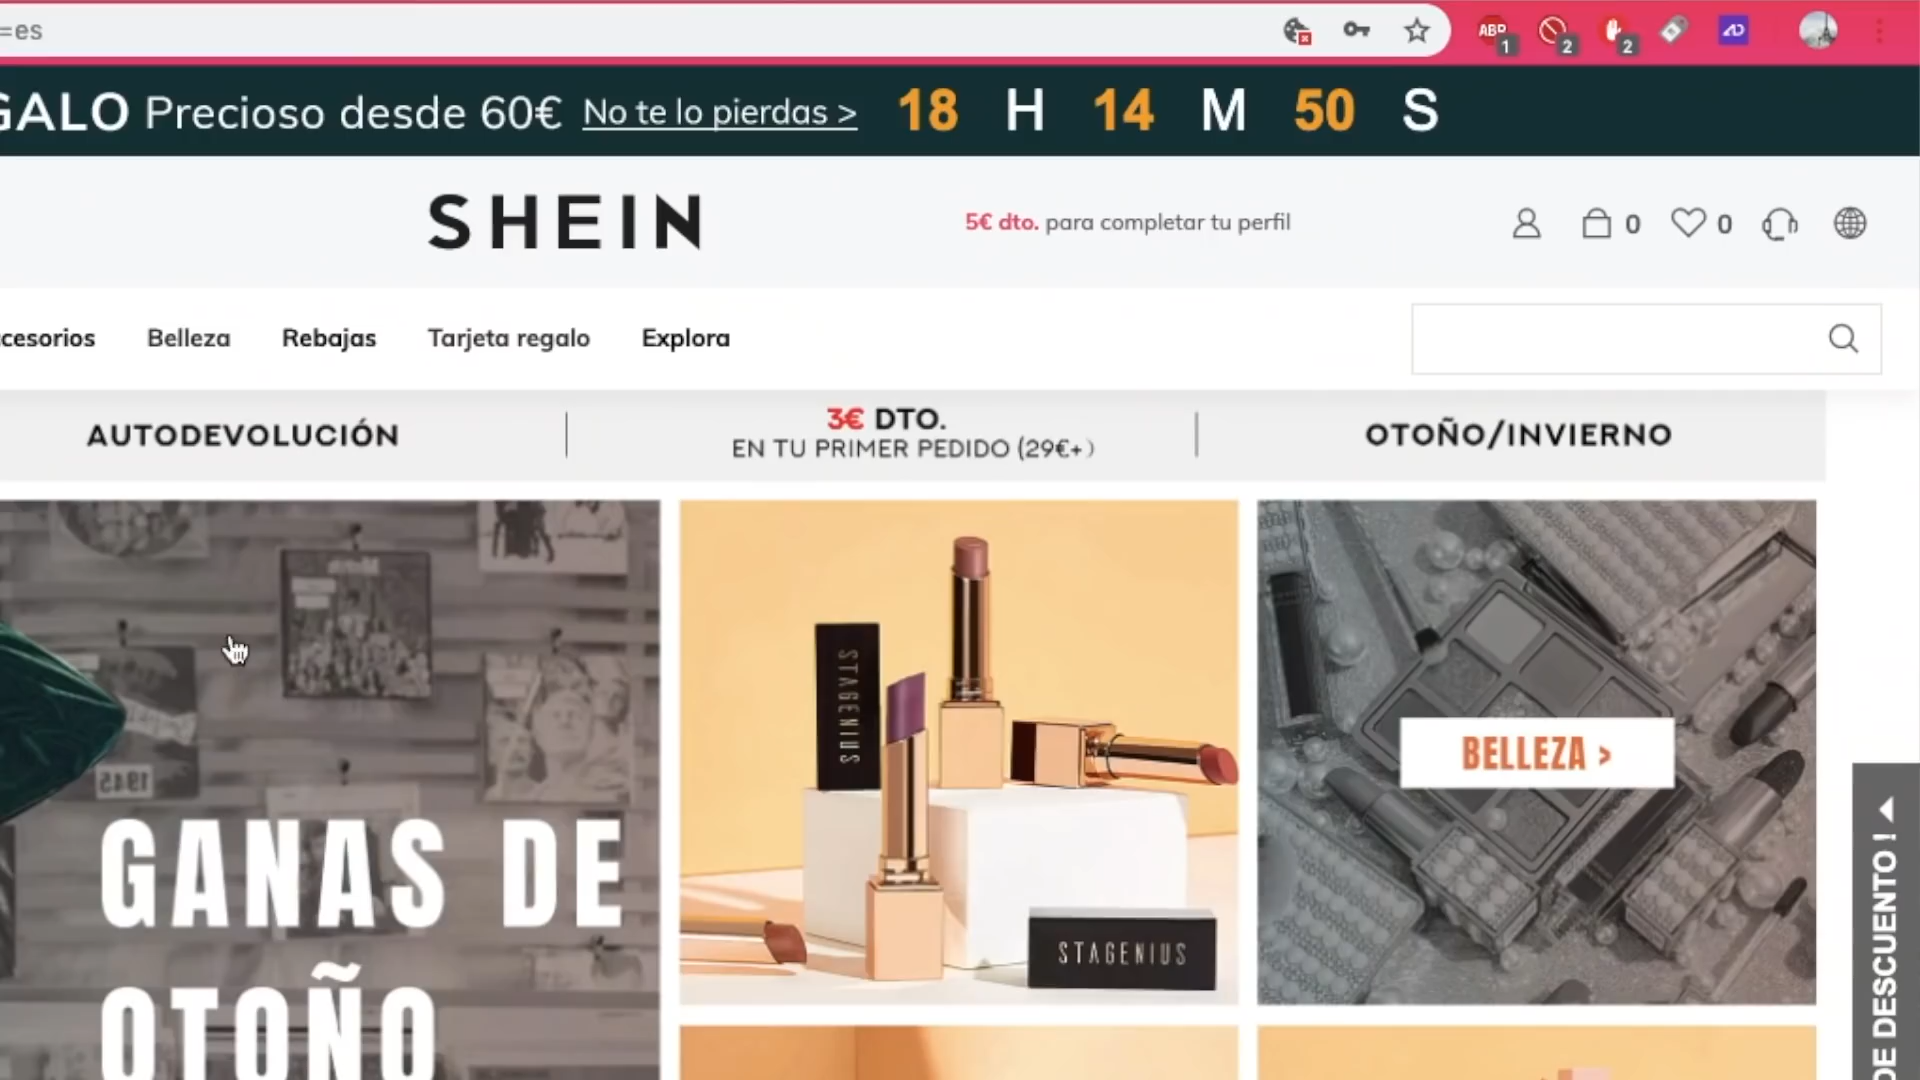 =es
ABP 1 2 2
GALO Precioso desde 60€ No te lo pierdas > 18 H 14 M 50 S
SHEIN
5€ dto. para completar tu perfil
0 0
cesorios Belleza Rebajas Tarjeta regalo Explora
AUTODEVOLUCIÓN
3€ DTO.
EN TU PRIMER PEDIDO (29€+)
OTOÑO/INVIERNO
1945
STAGENIUS
STAGENIUS
BELLEZA >
GANAS DE
OTOÑO
DE DESCUENTO !